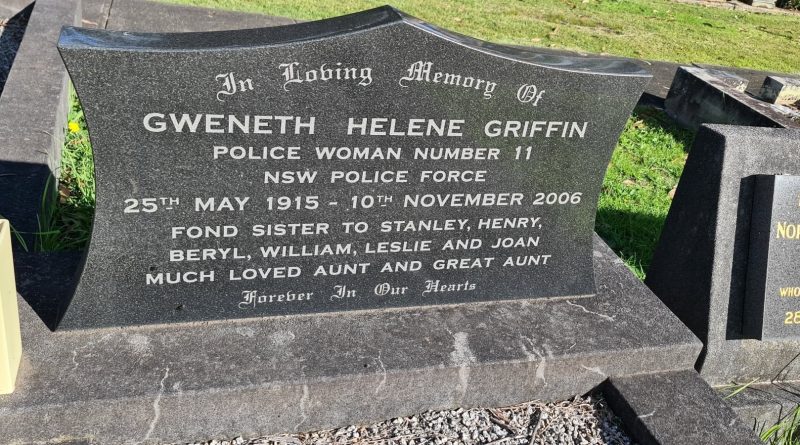 In Loving Memory Of
GWENETH HELENE GRIFFIN
POLICE WOMAN NUMBER 11
NSW POLICE FORCE
25TH MAY 1915 - 10TH NOVEMBER 2006
FOND SISTER TO STANLEY, HENRY,
BERYL, WILLIAM, LESLIE AND JOAN
MUCH LOVED AUNT AND GREAT AUNT
Forever In Our Hearts
WHO
28